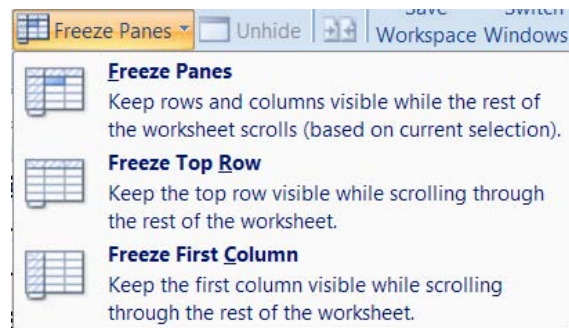 Save Switch
Freeze Panes Unhide Workspace Windows
Freeze Panes
Keep rows and columns visible while the rest of
the worksheet scrolls (based on current selection).
Freeze Top Row
Keep the top row visible while scrolling through
the rest of the worksheet.
Freeze First Column
Keep the first column visible while scrolling
through the rest of the worksheet.